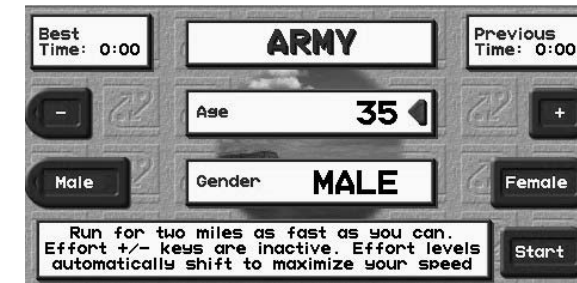 Best
Time: 0:00
ARMY
Previous
Time: 0:00
-
Age
35
+
Male
Gender
MALE
Female
Run for two miles as fast as you can.
Effort +/- keys are inactive. Effort levels
automatically shift to maximize your speed
Start